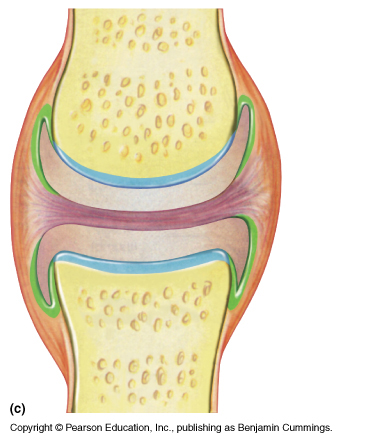 (c)
Copyright © Pearson Education, Inc., publishing as Benjamin Cummings.